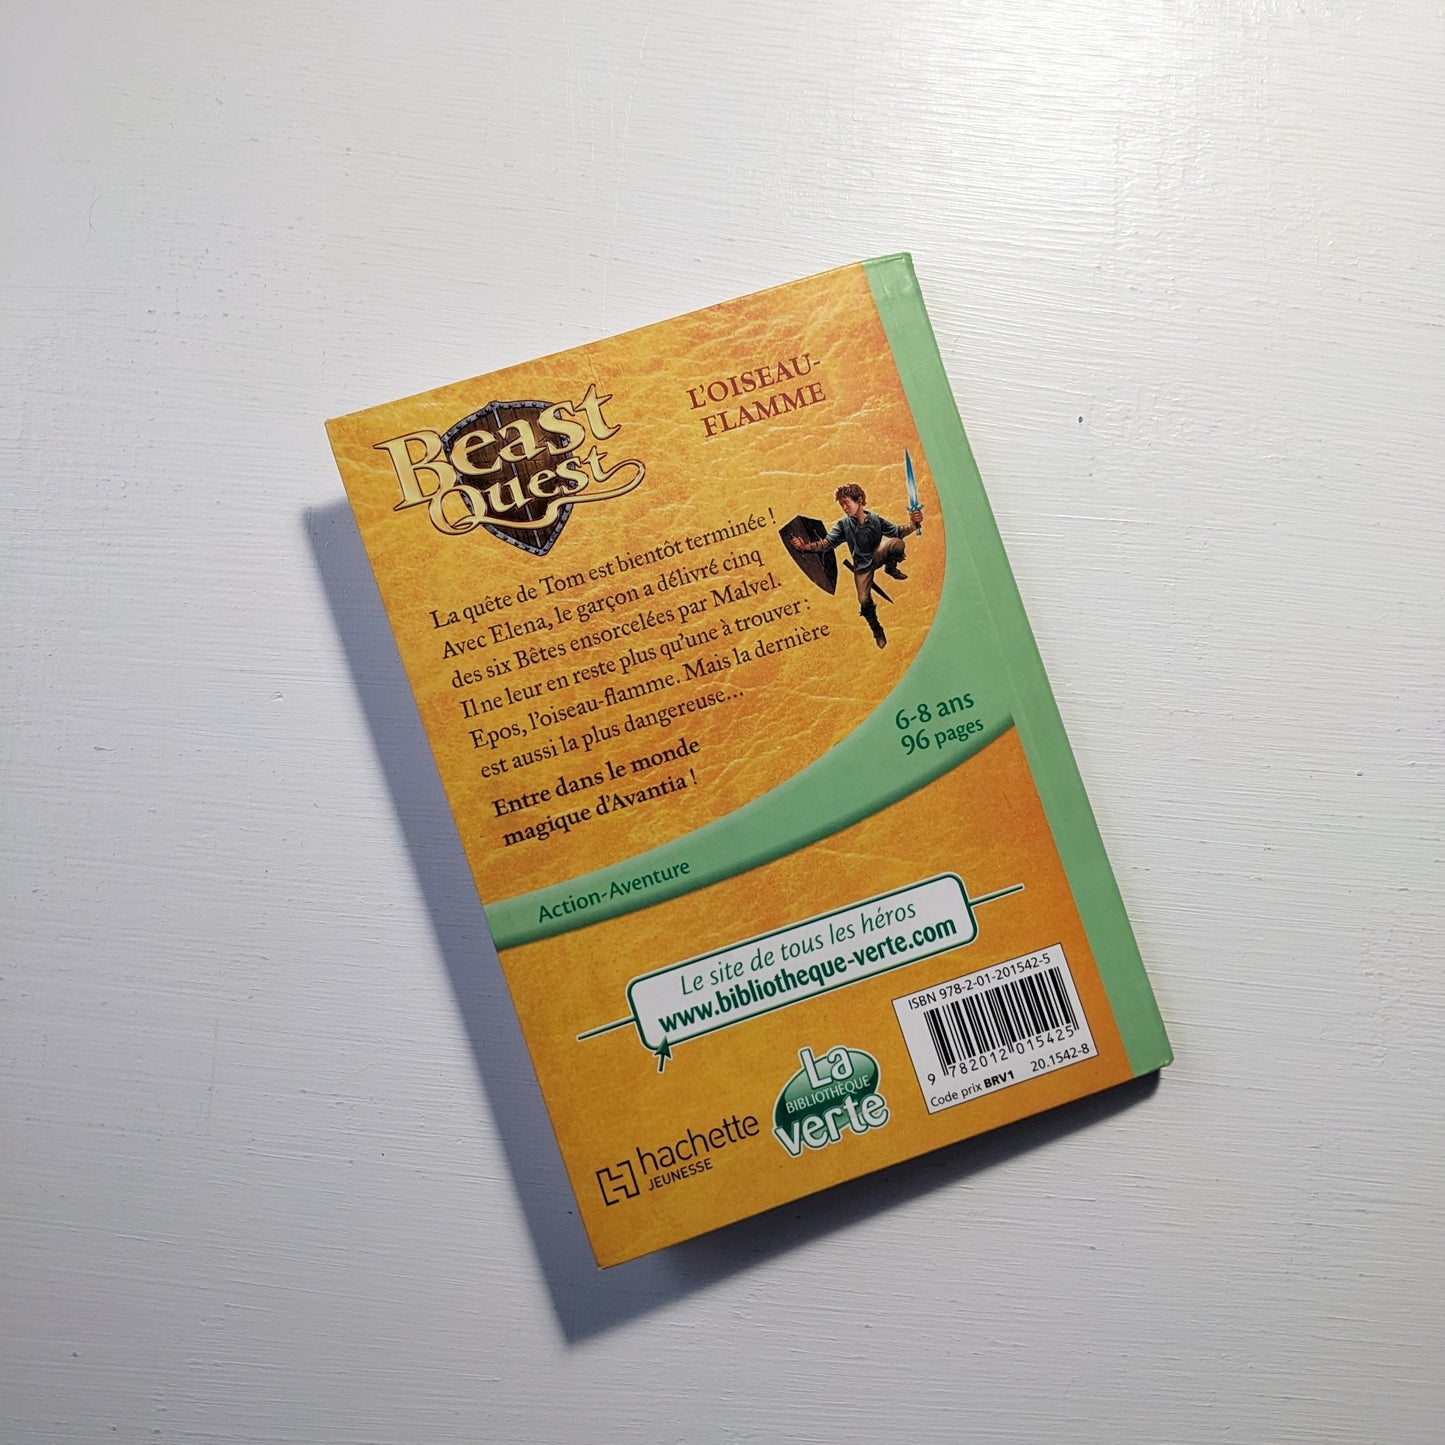 Beast
Quest
L'OISEAU-
FLAMME
La quête de Tom est bientôt terminée !
Avec Elena, le garçon a délivré cinq
des six Bêtes ensorcelées par Malvel.
Il ne leur en reste plus qu'une à trouver :
Epos, l'oiseau-flamme. Mais la dernière
est aussi la plus dangereuse...
Entre dans le monde
magique d'Avantia !
6-8 ans
96 pages
Action-Aventure
Le site de tous les héros
www.bibliotheque-verte.com
ISBN 978-2-01-201542-5
9 782012 015425
Code prix BRV1 20.1542-8
La
BIBLIOTHÈQUE
verte
hachette
JEUNESSE